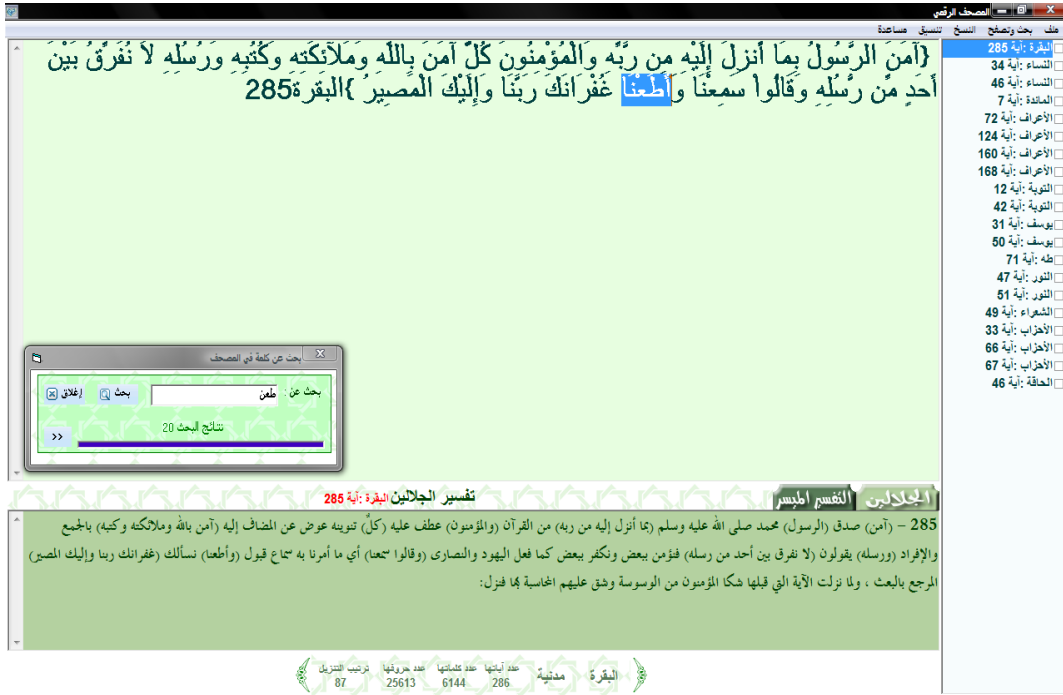 المصحف الرقمي
ملف بحث وتصفح النسخ تنسيق مساعدة
البقرة :آية 285
النساء :آية 34
النساء :آية 46
المائدة :آية 7
الأعراف :آية 72
الأعراف :آية 124
الأعراف :آية 160
الأعراف :آية 168
التوبة :آية 12
التوبة :آية 42
يوسف :آية 31
يوسف :آية 50
طه :آية 71
النور :آية 47
النور :آية 51
الشعراء :آية 49
الأحزاب :آية 33
الأحزاب :آية 66
الأحزاب :آية 67
الحاقة :آية 46
{آمَنَ الرَّسُولُ بِمَا أُنزِلَ إِلَيْهِ مِن رَّبِّهِ وَالْمُؤْمِنُونَ كُلٌّ آمَنَ بِاللّهِ وَمَلآئِكَتِهِ وَكُتُبِهِ وَرُسُلِهِ لاَ نُفَرِّقُ بَيْنَ
أَحَدٍ مِّن رُّسُلِهِ وَقَالُواْ سَمِعْنَا وَأَطَعْنَا غُفْرَانَكَ رَبَّنَا وَإِلَيْكَ الْمَصِيرُ }البقرة285
بحث عن كلمة في المصحف
بحث عن : طعن بحث إغلاق
نتائج البحث 20
>>
الجلالين التفسير الميسر تفسير الجلالين البقرة :آية 285
285 – (آمن) صدق (الرسول) محمد صلى الله عليه وسلم (بما أنزل إليه من ربه) من القرآن (والمؤمنون) عطف عليه (كلٌّ) تنوينه عوض عن المضاف إليه (آمن بالله وملائكته وكتبه) بالجمع
والإفراد (ورسله) يقولون (لا نفرق بين أحد من رسله) فنؤمن ببعض ونكفر ببعض كما فعل اليهود والنصارى (وقالوا سمعنا) أي ما أمرنا به سماع قبول (وأطعنا) نسألك (غفرانك ربنا وإليك المصير)
المرجع بالبعث ، ولما نزلت الآية التي قبلها شكا المؤمنون من الوسوسة وشق عليهم المحاسبة بها فنزل:
البقرة مدنية عدد آياتها عدد كلماتها عدد حروفها ترتيب التنزيل
286 6144 25613 87